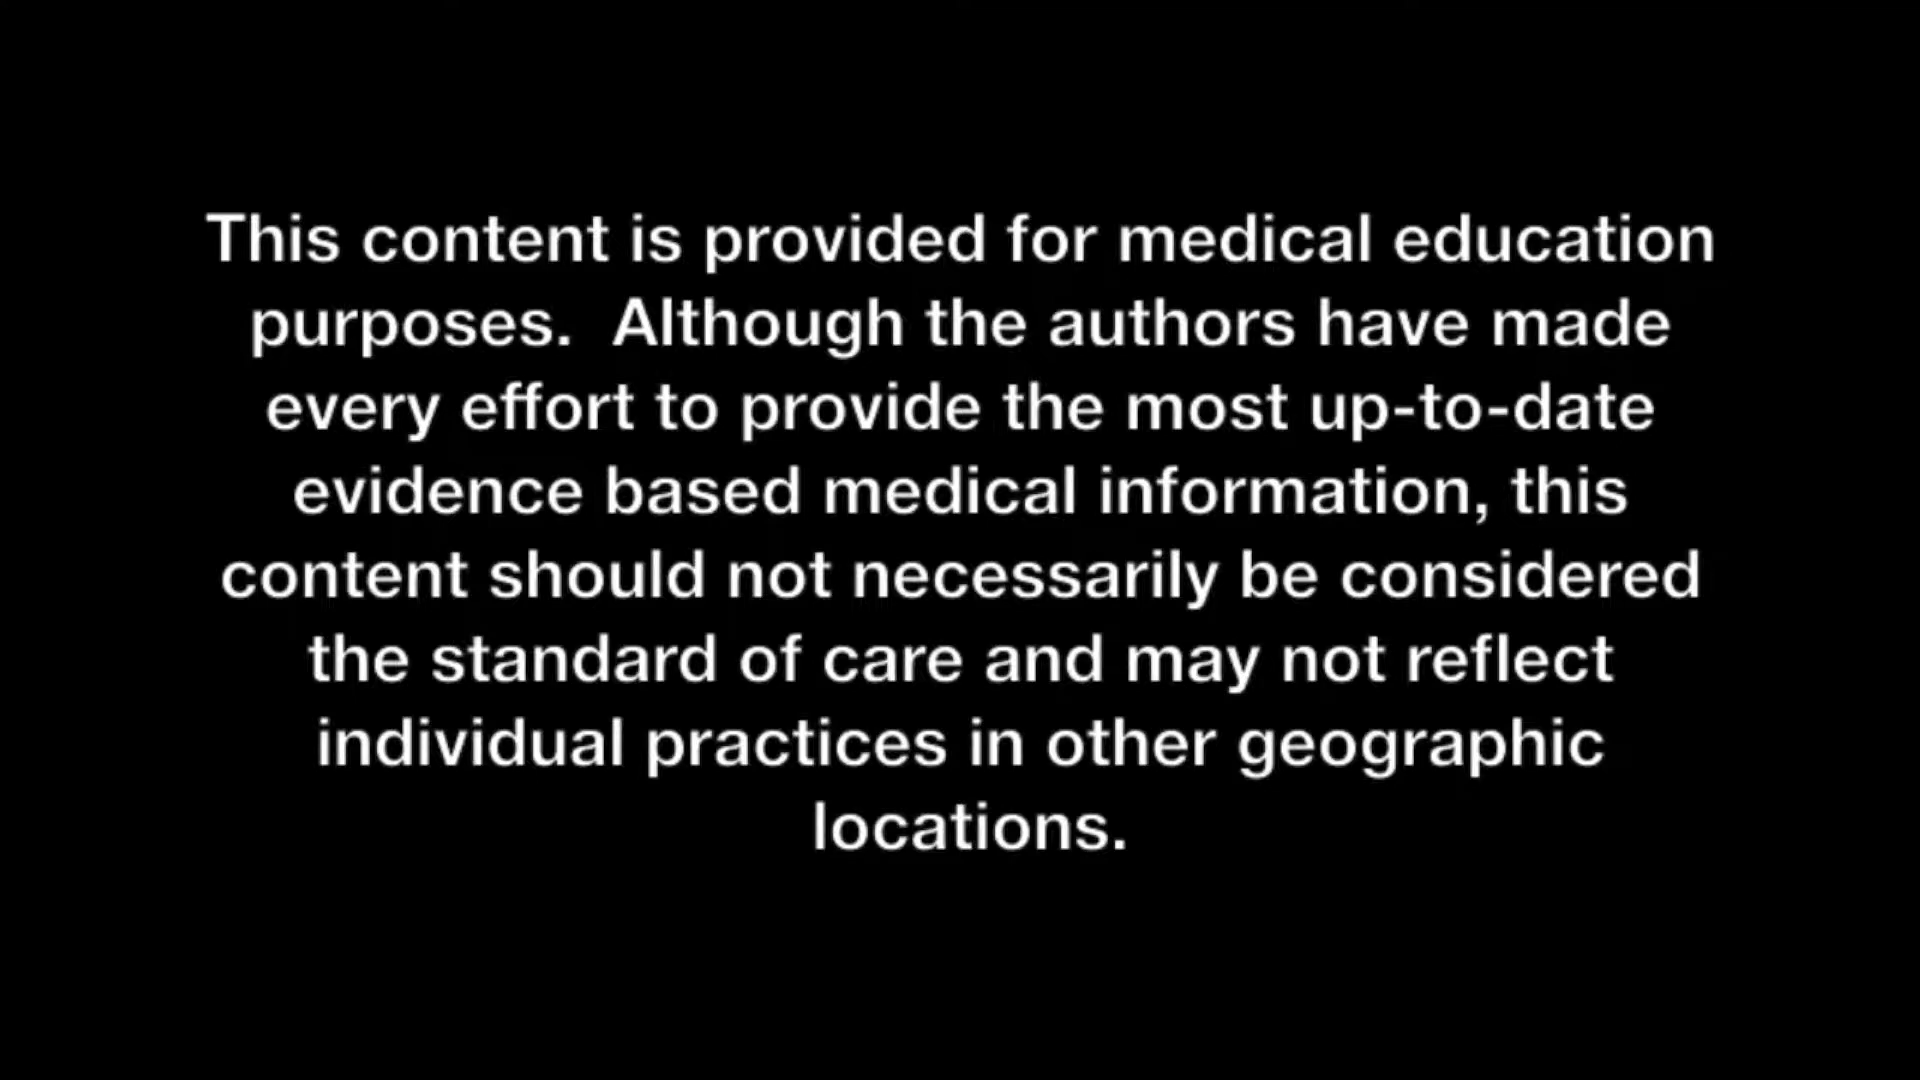 This content is provided for medical education
purposes.  Although the authors have made
every effort to provide the most up-to-date
evidence based medical information, this
content should not necessarily be considered
the standard of care and may not reflect
individual practices in other geographic
locations.